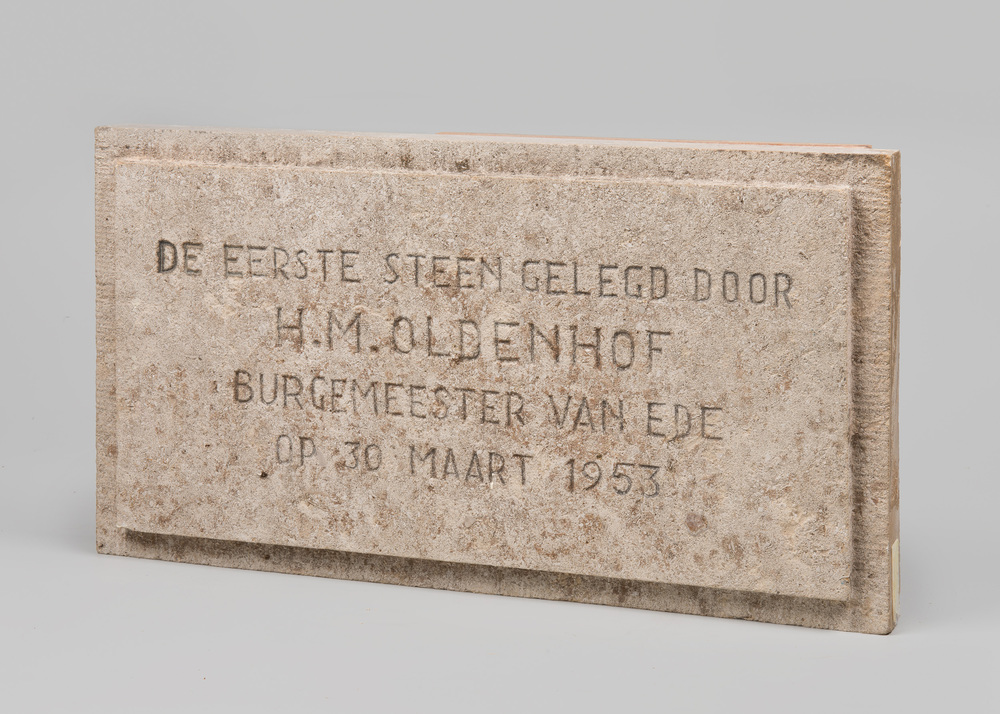 DE EERSTE STEEN GELEGD DOOR
H.M. OLDENHOF
BURGEMEESTER VAN EDE
OP 30 MAART 1953